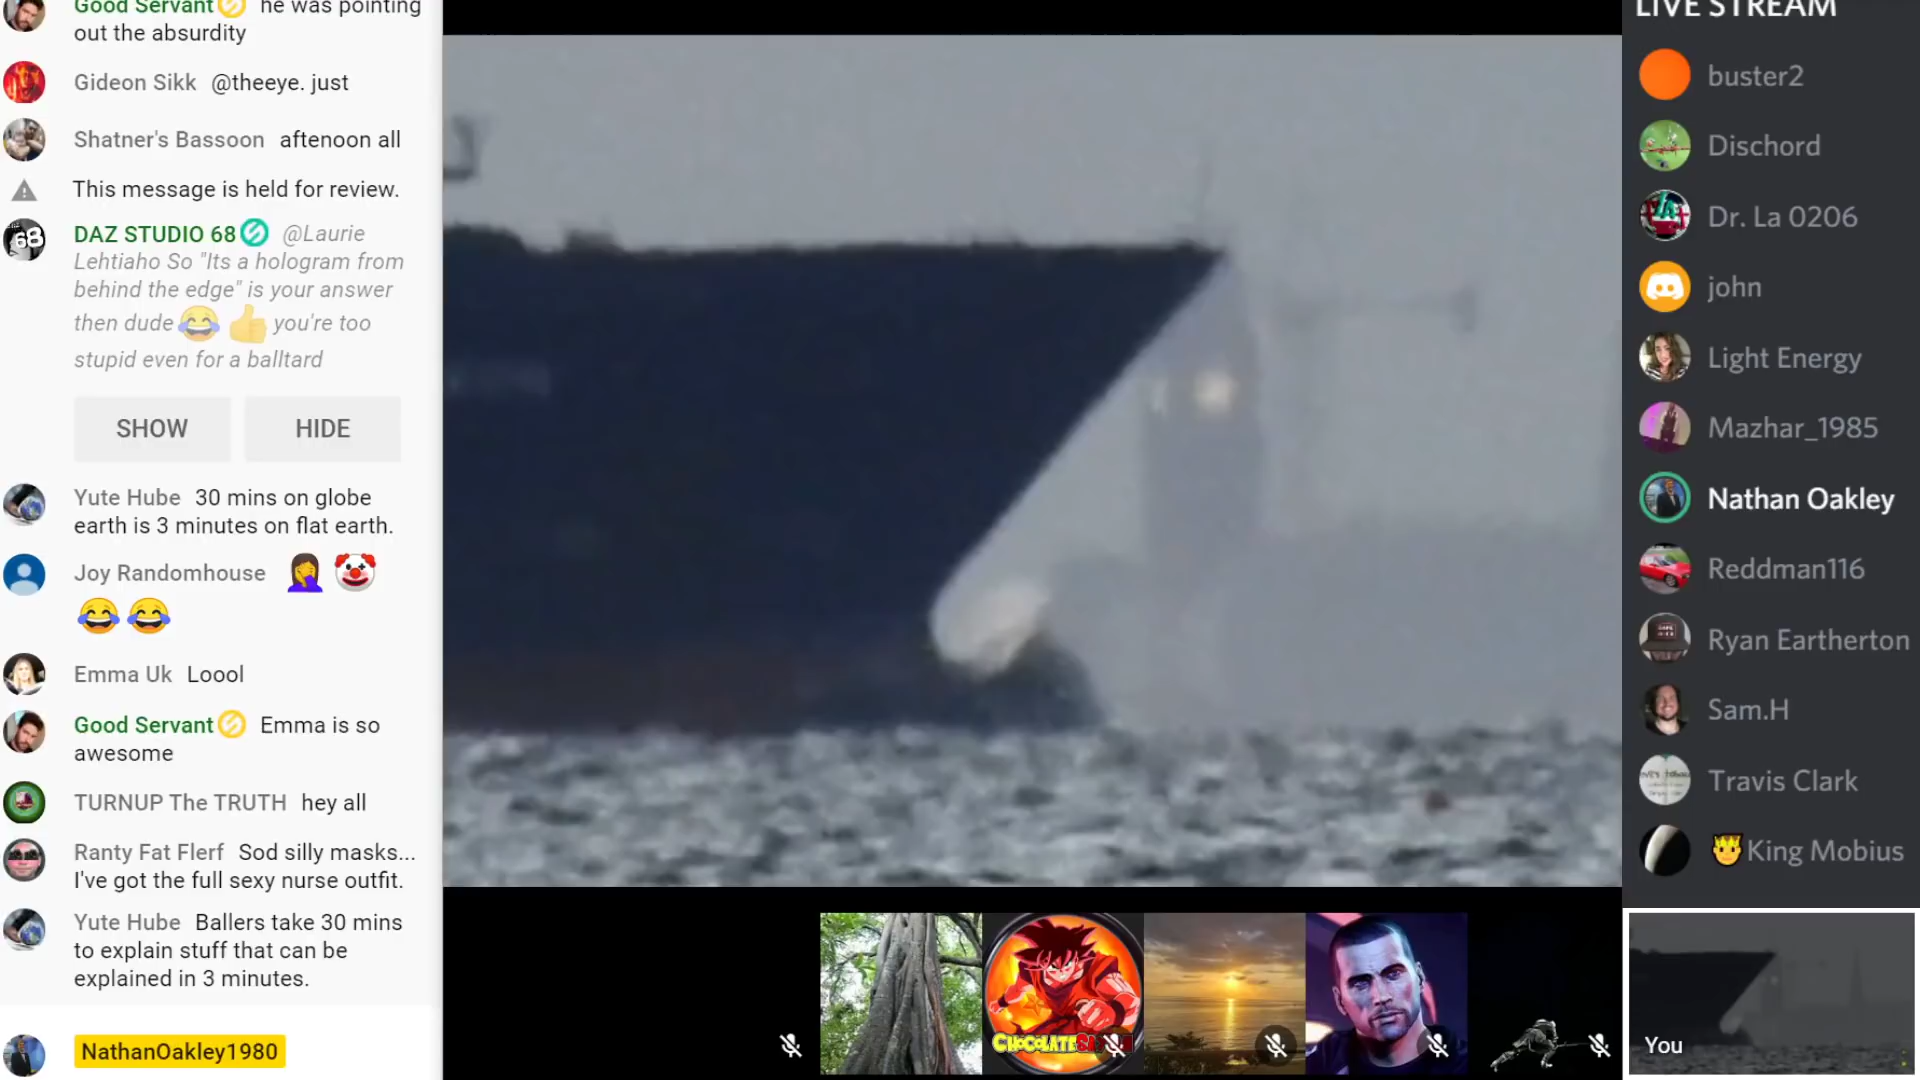 Good Servant he was pointing
out the absurdity
Gideon Sikk @theeye. just
Shatner's Bassoon aftenoon all
This message is held for review.
DAZ STUDIO 68 @Laurie
Lehtiaho So "Its a hologram from
behind the edge" is your answer
then dude 😂 👍 you're too
stupid even for a balltard
SHOW HIDE
Yute Hube 30 mins on globe
earth is 3 minutes on flat earth.
Joy Randomhouse 🤦‍♀️ 🤡
😂 😂
Emma Uk Loool
Good Servant Emma is so
awesome
TURNUP The TRUTH hey all
Ranty Fat Flerf Sod silly masks...
I've got the full sexy nurse outfit.
Yute Hube Ballers take 30 mins
to explain stuff that can be
explained in 3 minutes.
NathanOakley1980
68
LIVE STREAM
buster2
Dischord
Dr. La 0206
john
Light Energy
Mazhar_1985
Nathan Oakley
Reddman116
Ryan Eartherton
Sam.H
Travis Clark
🤴King Mobius
You